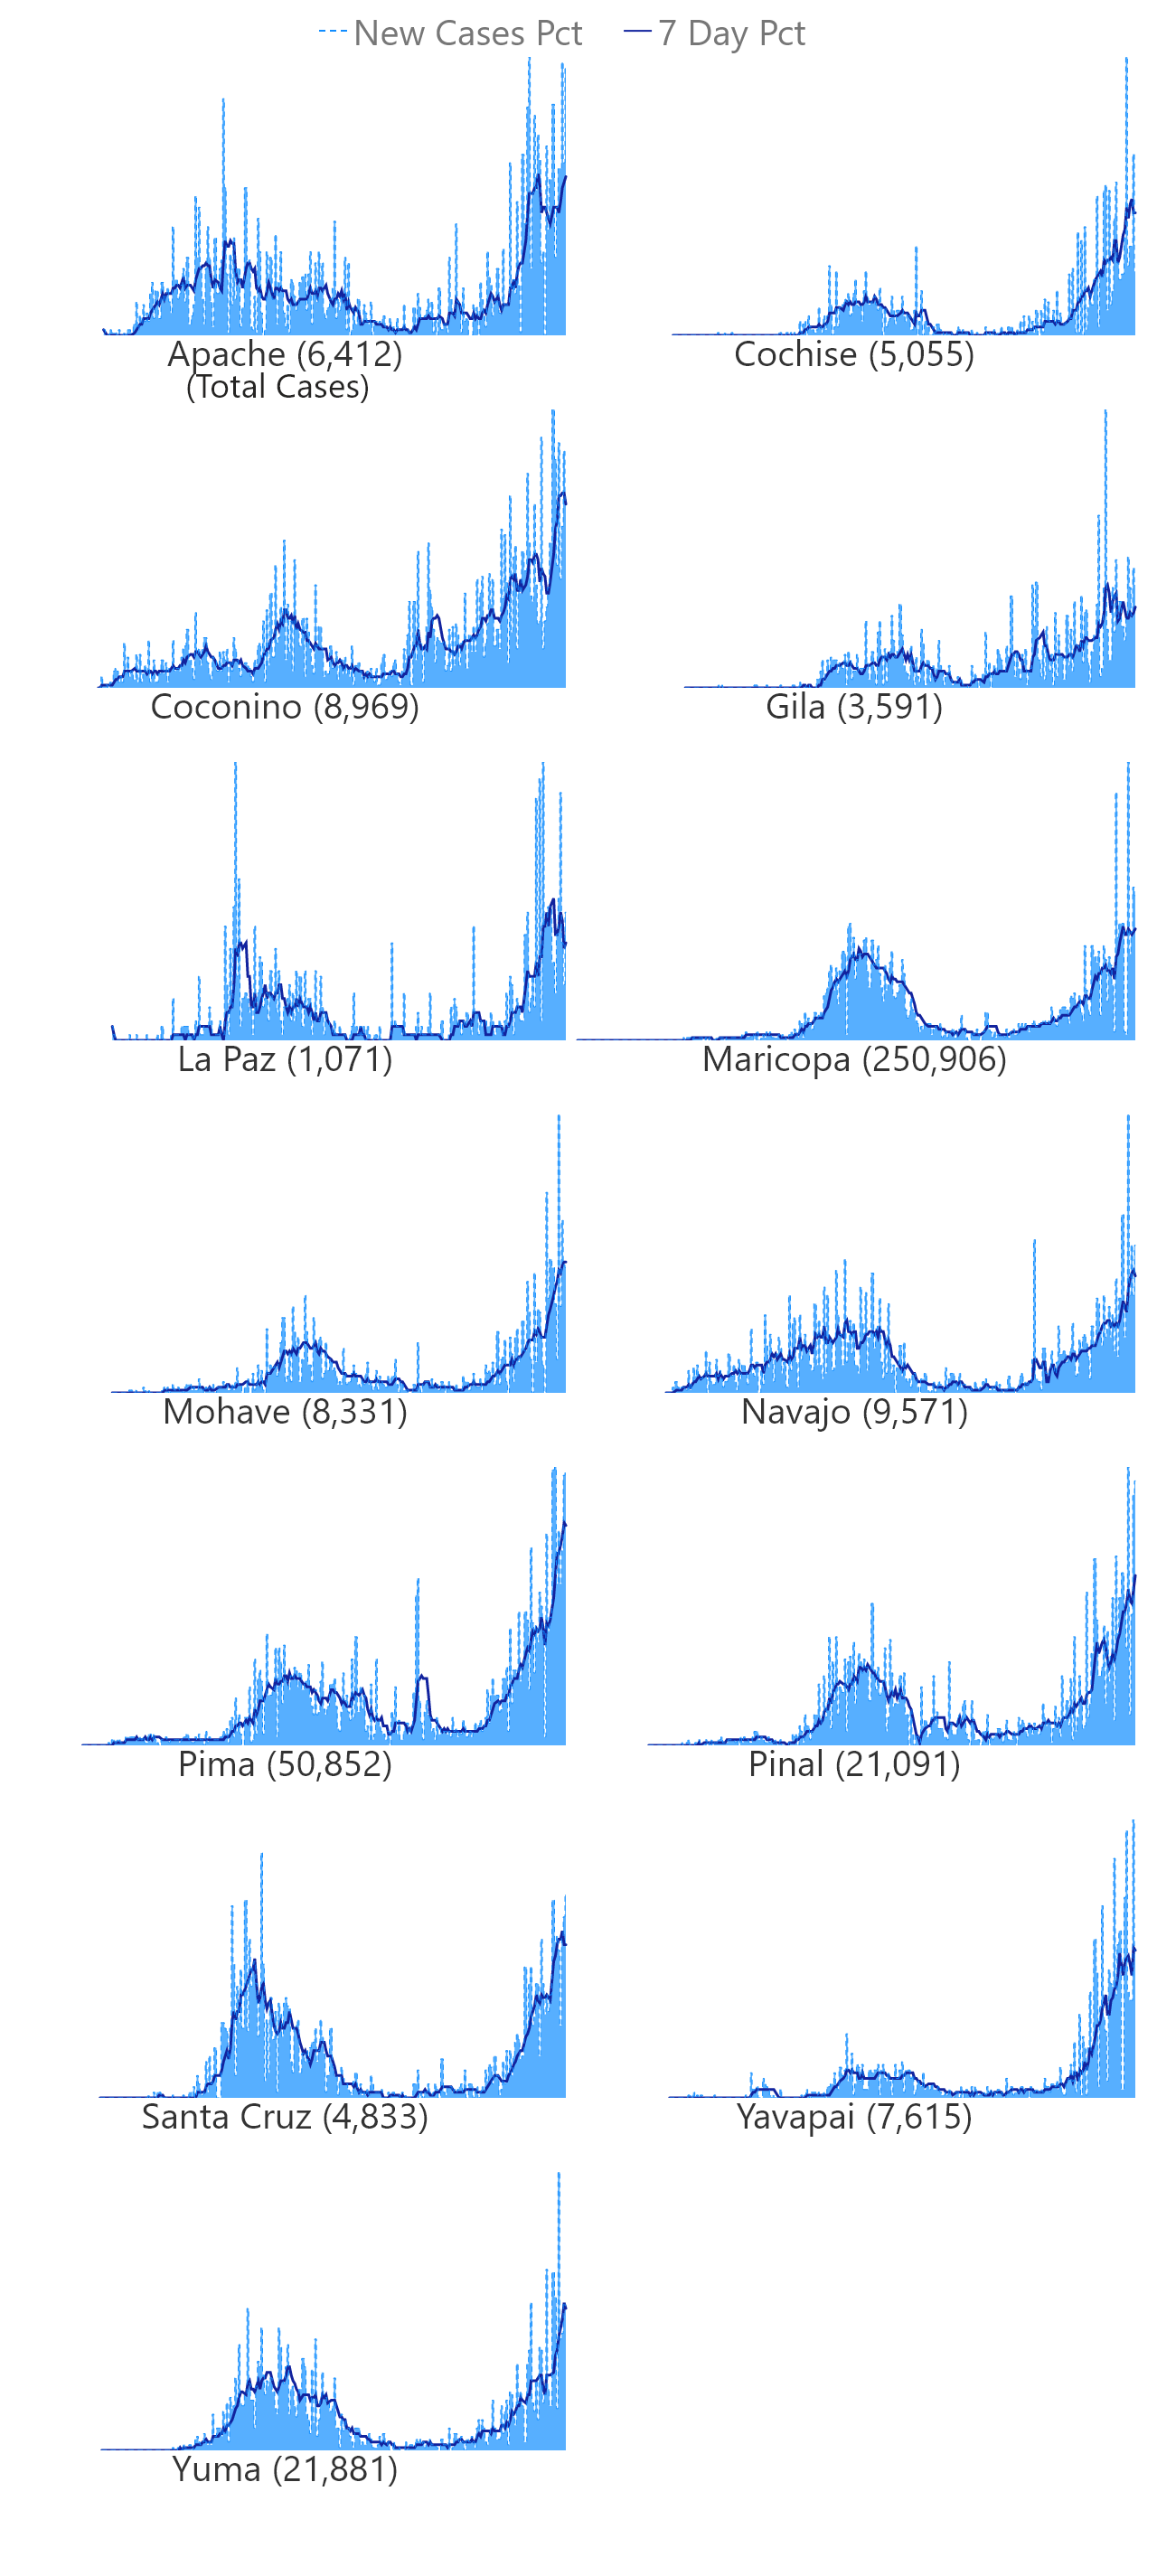 New Cases Pct 7 Day Pct
Apache (6,412) Cochise (5,055)
(Total Cases)
Coconino (8,969) Gila (3,591)
La Paz (1,071) Maricopa (250,906)
Mohave (8,331) Navajo (9,571)
Pima (50,852) Pinal (21,091)
Santa Cruz (4,833) Yavapai (7,615)
Yuma (21,881)